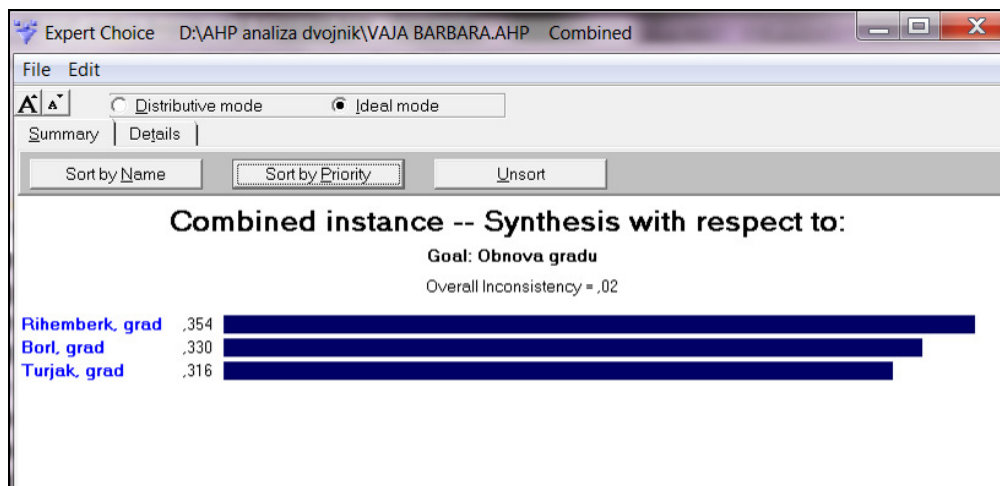 Expert Choice D:\AHP analiza dvojnik\VAJA BARBARA.AHP Combined
File Edit
A A Distributive mode Ideal mode
Summary Details
Sort by Name Sort by Priority Unsort
Combined instance -- Synthesis with respect to:
Goal: Obnova gradu
Overall Inconsistency = ,02
Rihemberk, grad ,354
Borl, grad ,330
Turjak, grad ,316